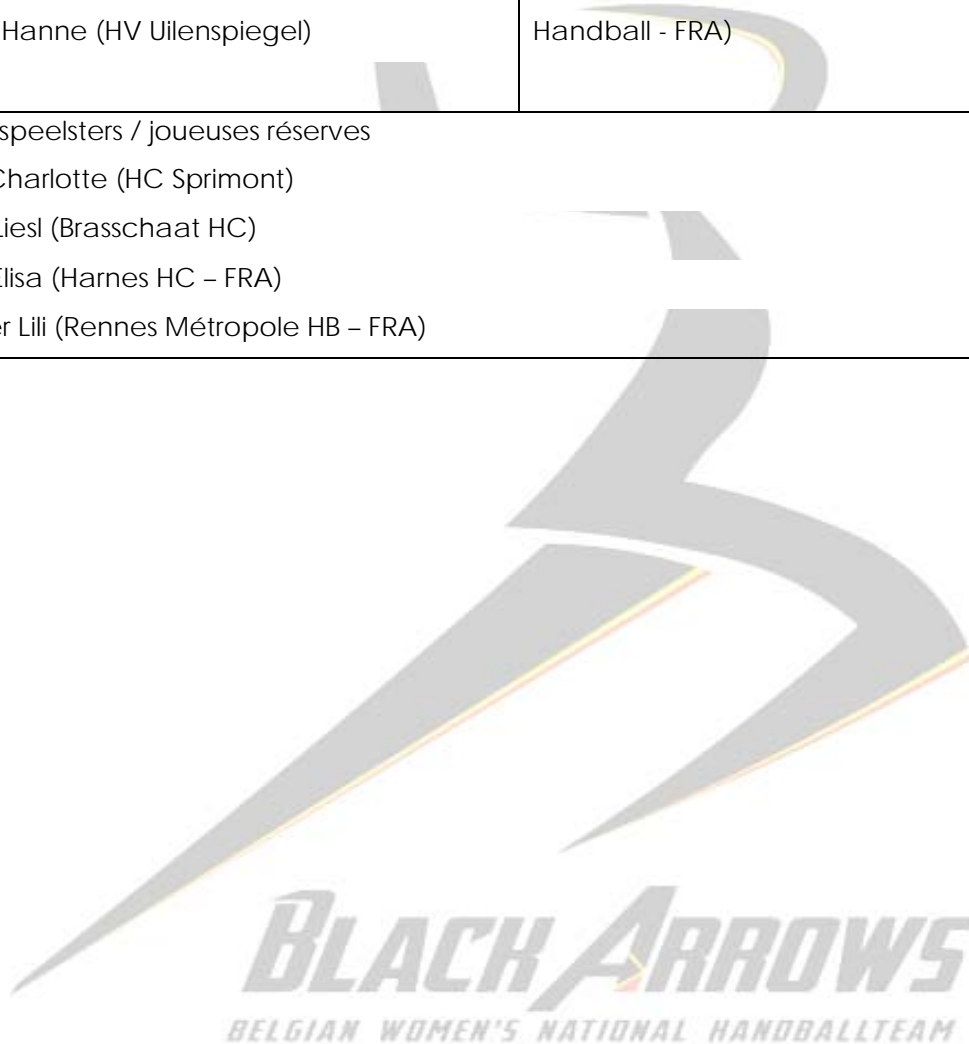 Hanne (HV Uilenspiegel)
Handball - FRA)
speelsters / joueuses réserves
Charlotte (HC Sprimont)
Liesl (Brasschaat HC)
Elisa (Harnes HC – FRA)
er Lili (Rennes Métropole HB – FRA)
BLACK ARROWS
BELGIAN WOMEN'S NATIONAL HANDBALLTEAM